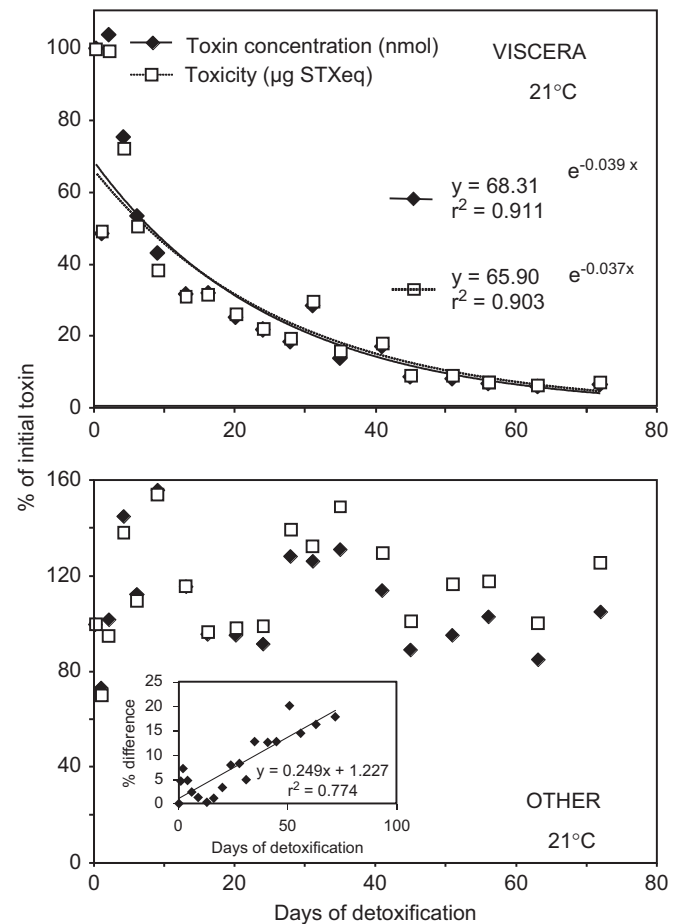 100
80
60
40
20
0
Toxin concentration (nmol)
Toxicity (µg STXeq)
VISCERA
21°C
y = 68.31 e-0.039 x
r2 = 0.911
y = 65.90 e-0.037x
r2 = 0.903
0 20 40 60 80
% of initial toxin
160
120
80
40
0
25
20
15
10
5
0
% difference
y = 0.249x + 1.227
r2 = 0.774
0 50 100
Days of detoxification
OTHER
21°C
0 20 40 60 80
Days of detoxification